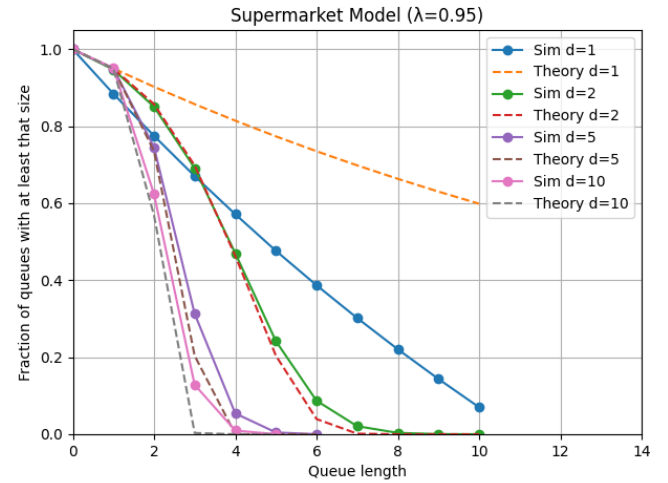 Supermarket Model (λ=0.95)
Fraction of queues with at least that size
1.0
0.8
0.6
0.4
0.2
0.0
Sim d=1
Theory d=1
Sim d=2
Theory d=2
Sim d=5
Theory d=5
Sim d=10
Theory d=10
0 2 4 6 8 10 12 14
Queue length